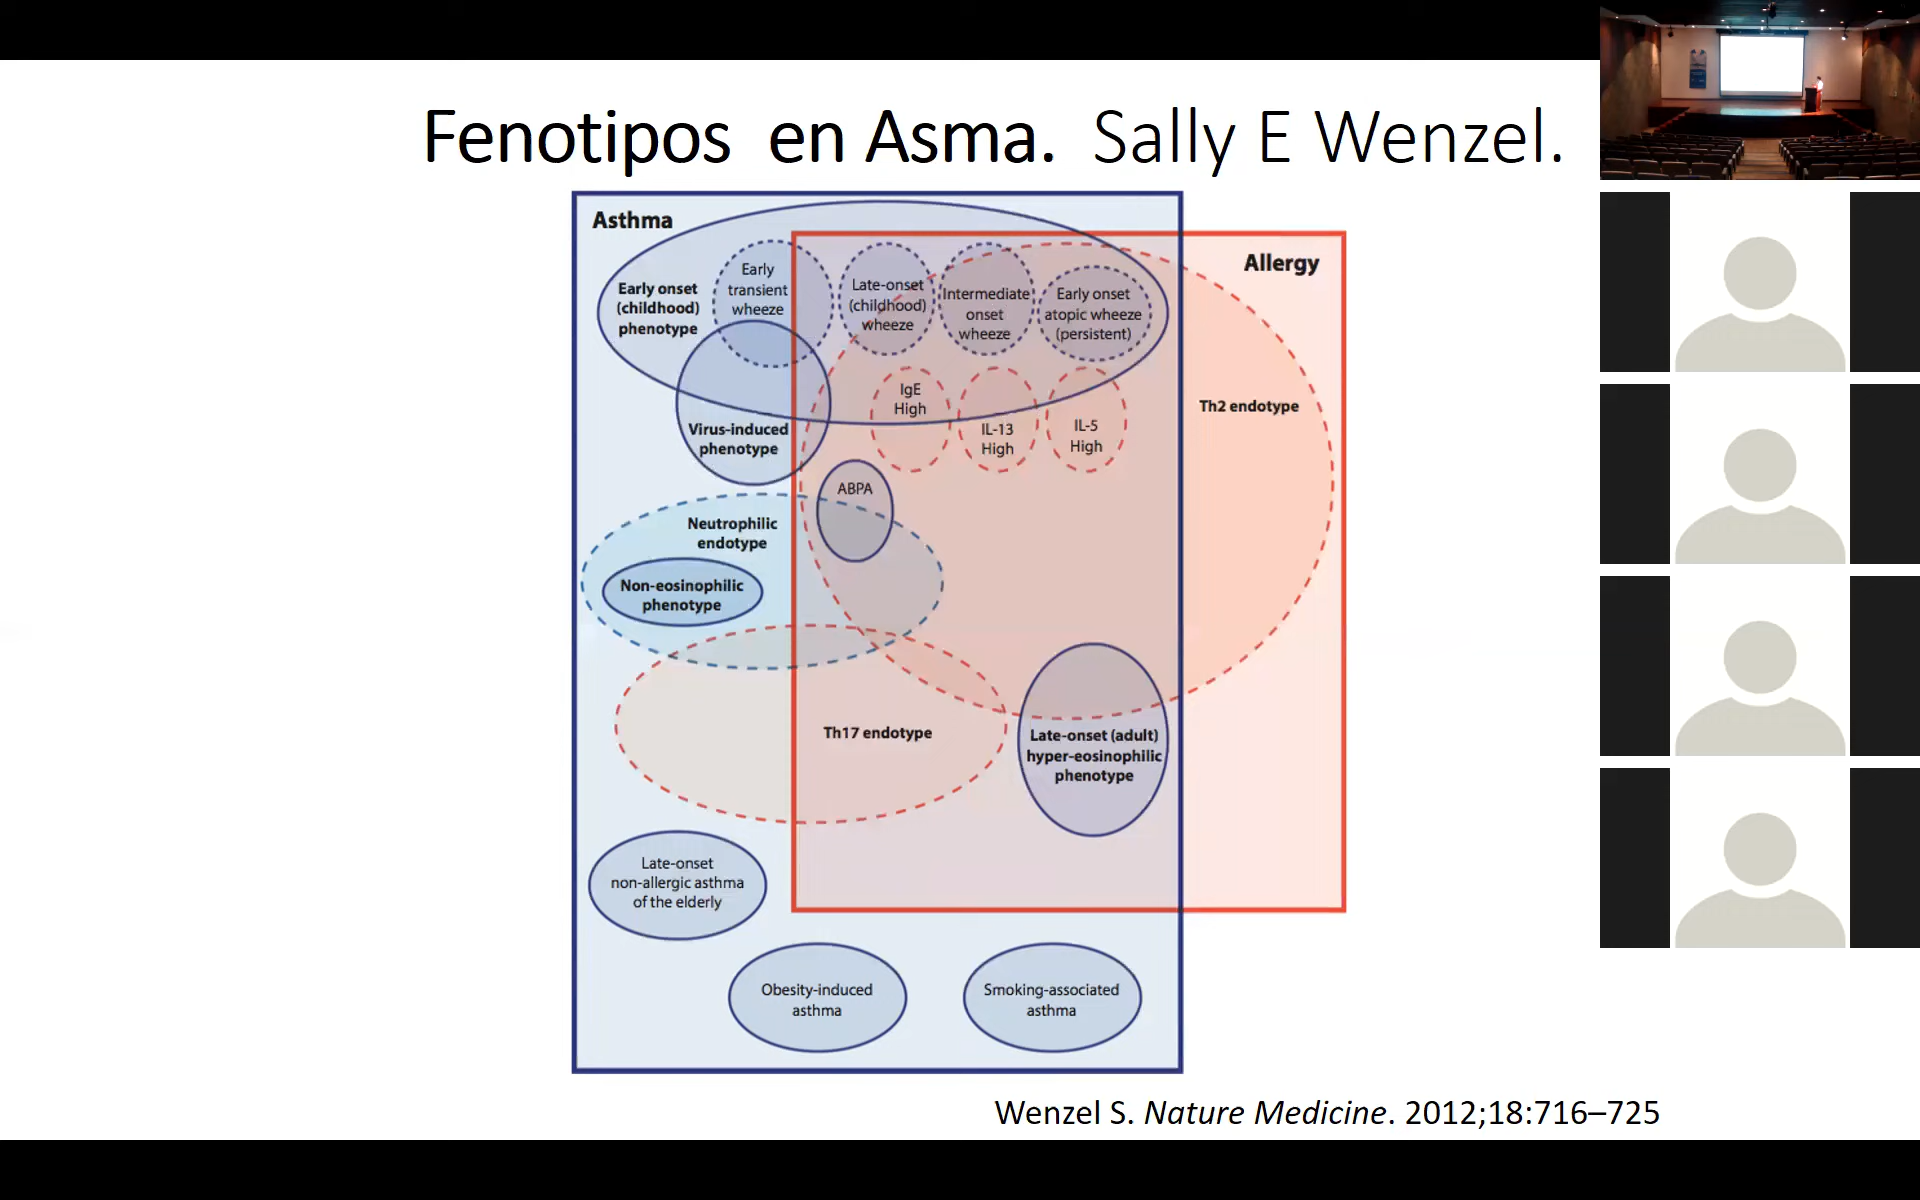 Fenotipos en Asma. Sally E Wenzel.
Asthma
Allergy
Early onset
(childhood)
phenotype
Early
transient
wheeze
Late-onset
(childhood)
wheeze
Intermediate
onset
wheeze
Early onset
atopic wheeze
(persistent)
IgE
High
IL-13
High
IL-5
High
Th2 endotype
Virus-induced
phenotype
ABPA
Neutrophilic
endotype
Non-eosinophilic
phenotype
Th17 endotype
Late-onset (adult)
hyper-eosinophilic
phenotype
Late-onset
non-allergic asthma
of the elderly
Obesity-induced
asthma
Smoking-associated
asthma
Wenzel S. Nature Medicine. 2012;18:716–725